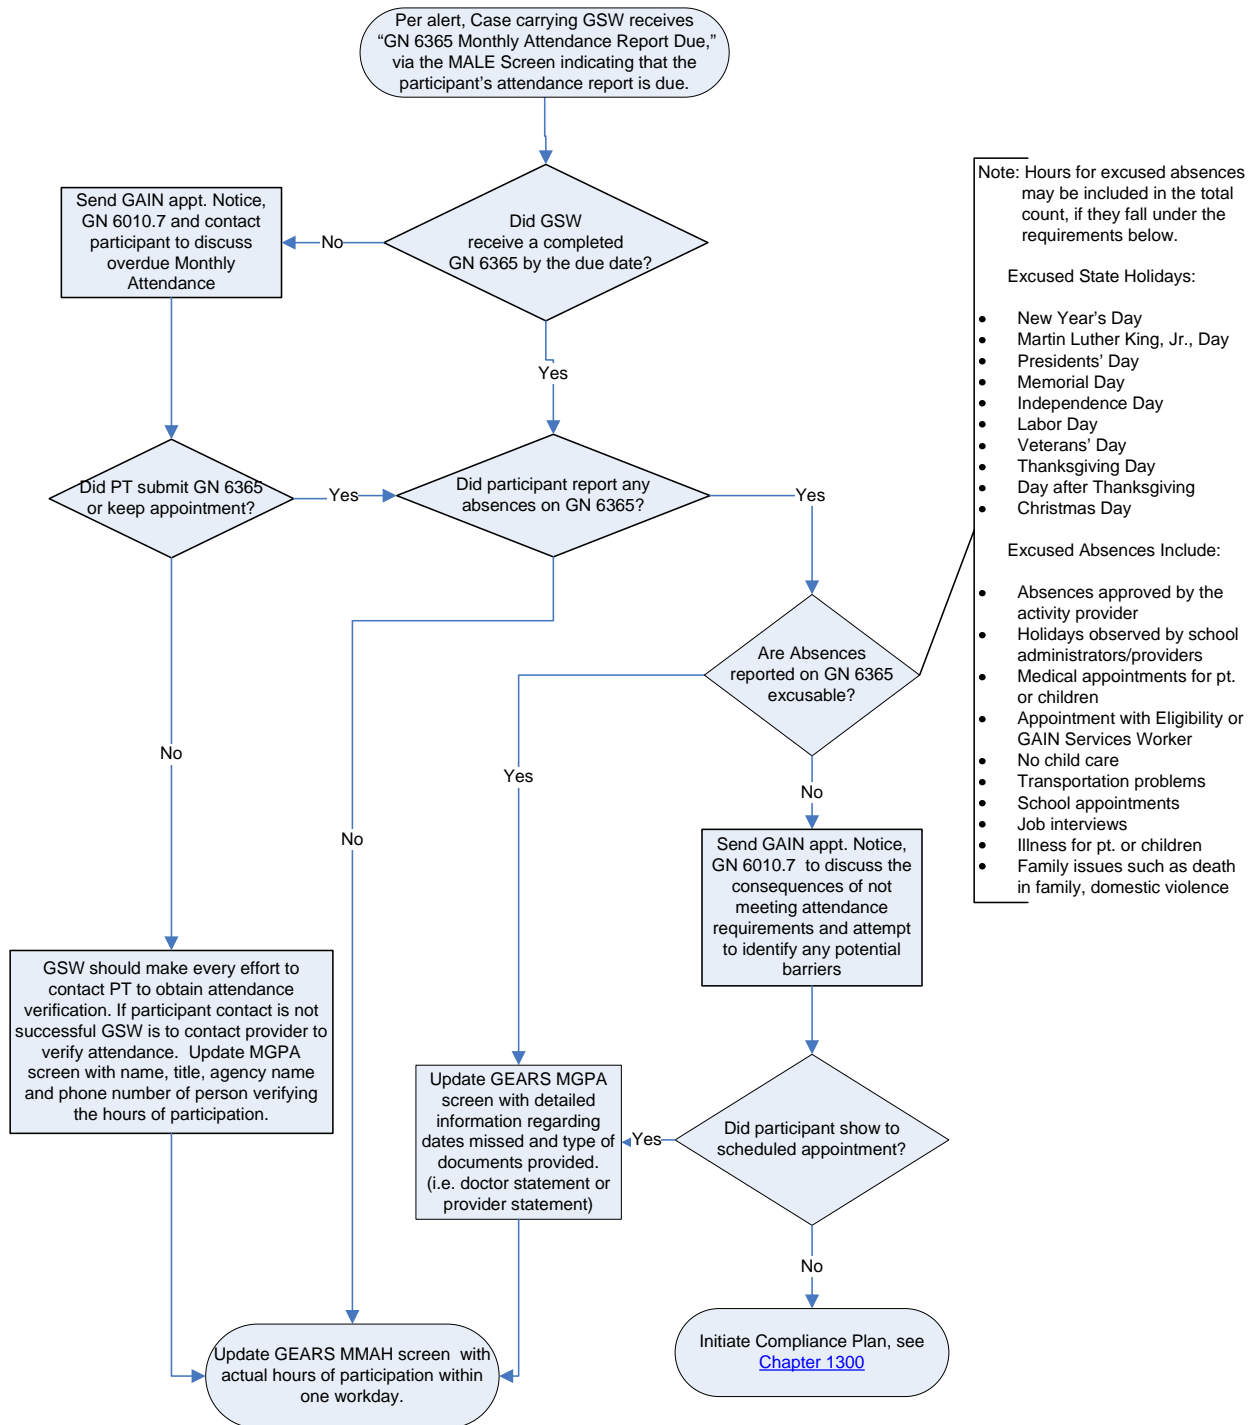 Per alert, Case carrying GSW receives
“GN 6365 Monthly Attendance Report Due,”
via the MALE Screen indicating that the
participant’s attendance report is due.
Did GSW
receive a completed
GN 6365 by the due date?
No
Send GAIN appt. Notice,
GN 6010.7 and contact
participant to discuss
overdue Monthly
Attendance
Yes
Did PT submit GN 6365
or keep appointment?
Yes
Did participant report any
absences on GN 6365?
Yes
Are Absences
reported on GN 6365
excusable?
No
No
Yes
No
Send GAIN appt. Notice,
GN 6010.7 to discuss the
consequences of not
meeting attendance
requirements and attempt
to identify any potential
barriers
GSW should make every effort to
contact PT to obtain attendance
verification. If participant contact is not
successful GSW is to contact provider to
verify attendance. Update MGPA
screen with name, title, agency name
and phone number of person verifying
the hours of participation.
Update GEARS MGPA
screen with detailed
information regarding
dates missed and type of
documents provided.
(i.e. doctor statement or
provider statement)
Yes
Did participant show to
scheduled appointment?
No
Update GEARS MMAH screen with
actual hours of participation within
one workday.
Initiate Compliance Plan, see
Chapter 1300
Note: Hours for excused absences
may be included in the total
count, if they fall under the
requirements below.
Excused State Holidays:
• New Year’s Day
• Martin Luther King, Jr., Day
• Presidents’ Day
• Memorial Day
• Independence Day
• Labor Day
• Veterans’ Day
• Thanksgiving Day
• Day after Thanksgiving
• Christmas Day
Excused Absences Include:
• Absences approved by the
activity provider
• Holidays observed by school
administrators/providers
• Medical appointments for pt.
or children
• Appointment with Eligibility or
GAIN Services Worker
• No child care
• Transportation problems
• School appointments
• Job interviews
• Illness for pt. or children
• Family issues such as death
in family, domestic violence